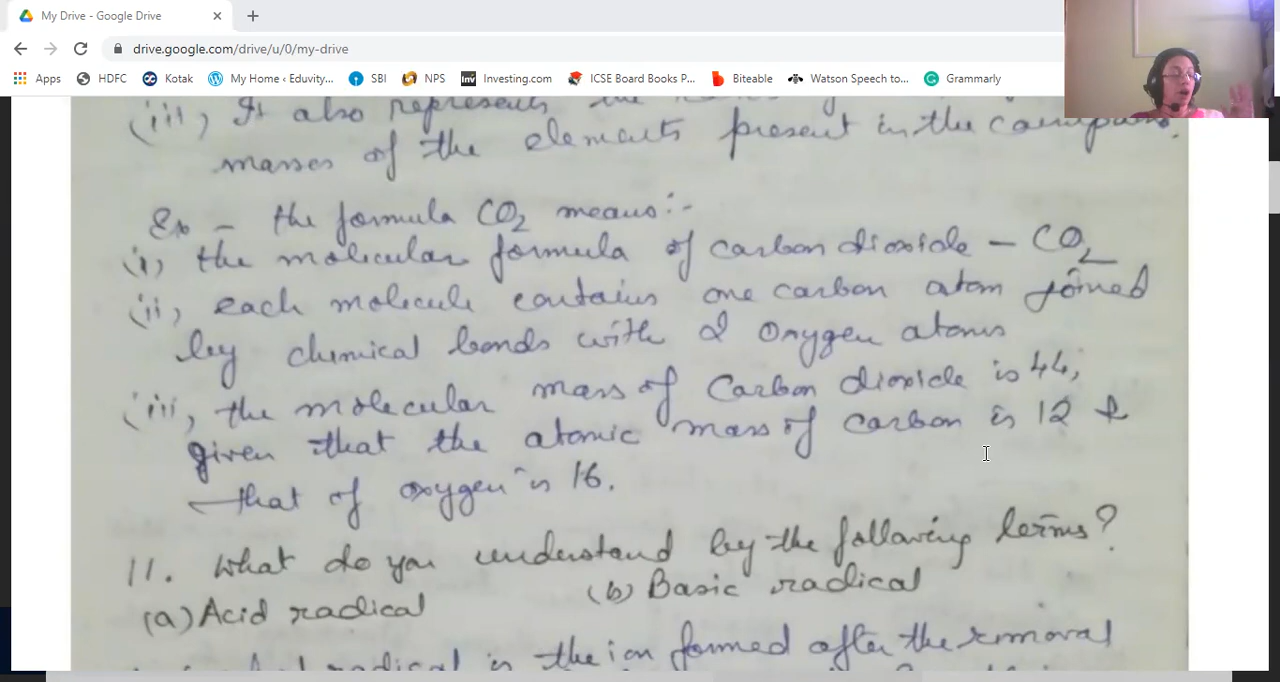 My Drive - Google Drive
drive.google.com/drive/u/0/my-drive
Apps HDFC Kotak My Home ‹ Eduvity... SBI NPS Inv Investing.com ICSE Board Books P... Biteable Watson Speech to... Grammarly
(iii) It also represents the
masses of the elements present in the
Ex - the formula CO2 means:-
(i) the molecular formula of carbon dioxide - CO2
(ii) each molecule contains one carbon atom joined
by chemical bonds with 2 oxygen atoms
(iii) the molecular mass of Carbon dioxide is 44,
given that the atomic mass of carbon is 12 &
that of oxygen is 16.
11. What do you understand by the following terms?
(a) Acid radical (b) Basic radical
radical is the ion formed after the removal